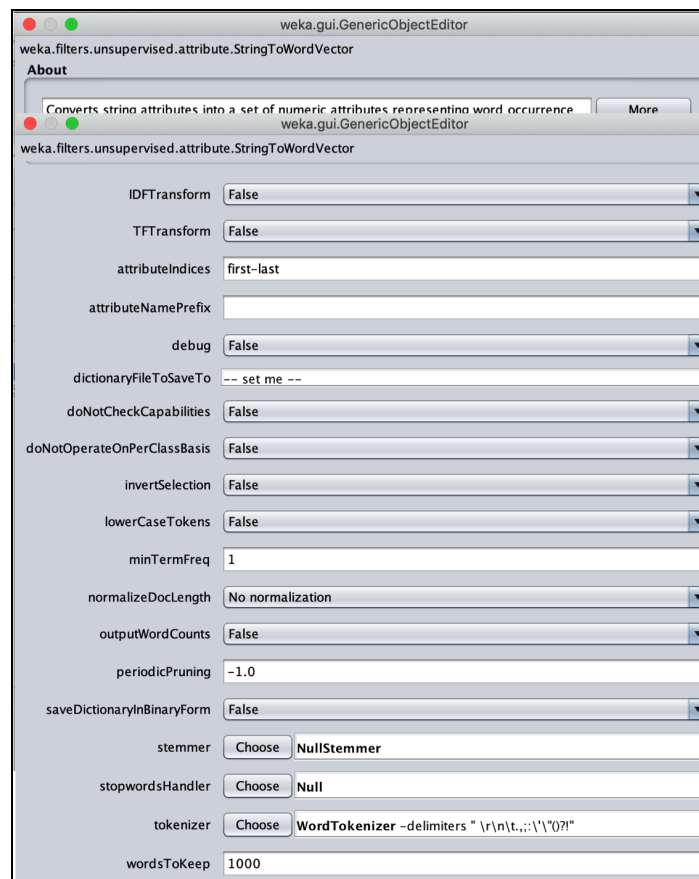 weka.gui.GenericObjectEditor
weka.filters.unsupervised.attribute.StringToWordVector
About
Converts string attributes into a set of numeric attributes representing word occurrence More
weka.gui.GenericObjectEditor
weka.filters.unsupervised.attribute.StringToWordVector
IDFTransform False
TFTransform False
attributeIndices first-last
attributeNamePrefix
debug False
dictionaryFileToSaveTo -- set me --
doNotCheckCapabilities False
doNotOperateOnPerClassBasis False
invertSelection False
lowerCaseTokens False
minTermFreq 1
normalizeDocLength No normalization
outputWordCounts False
periodicPruning -1.0
saveDictionaryInBinaryForm False
stemmer Choose NullStemmer
stopwordsHandler Choose Null
tokenizer Choose WordTokenizer -delimiters " \r\n\t.,;:\'\"()?!"
wordsToKeep 1000